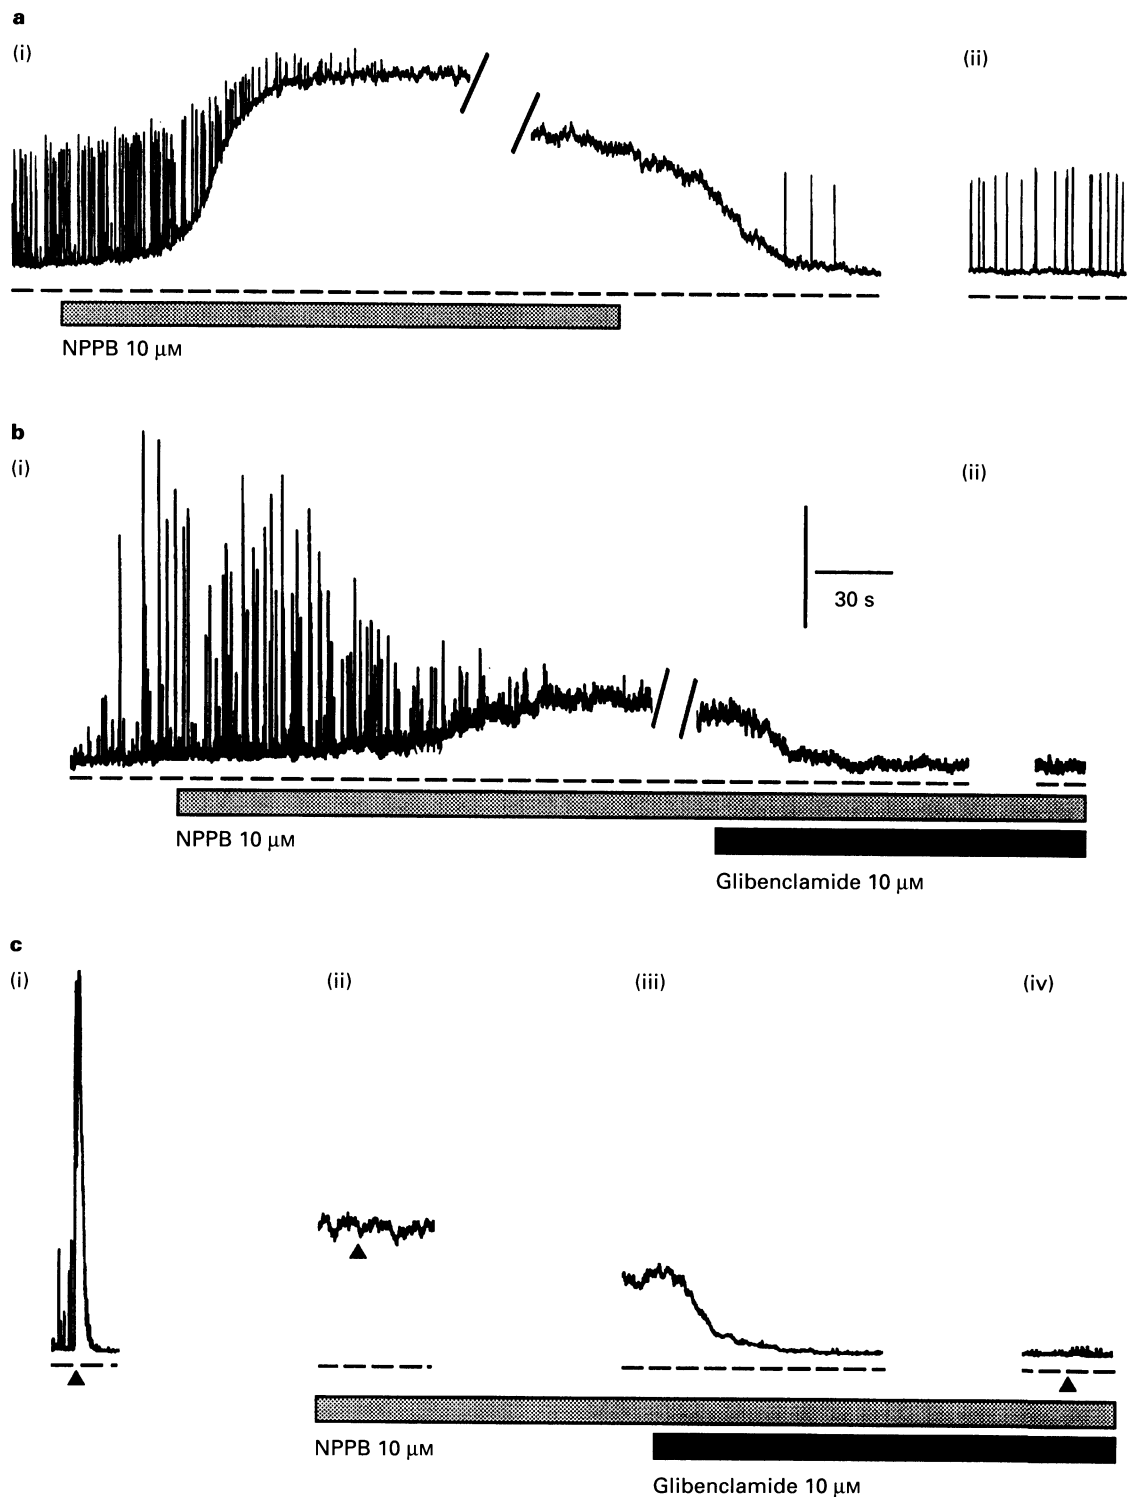 a
(i)
(ii)
NPPB 10 μM
b
(i)
(ii)
30 s
NPPB 10 μM
Glibenclamide 10 μM
c
(i)
(ii)
(iii)
(iv)
NPPB 10 μM
Glibenclamide 10 μM